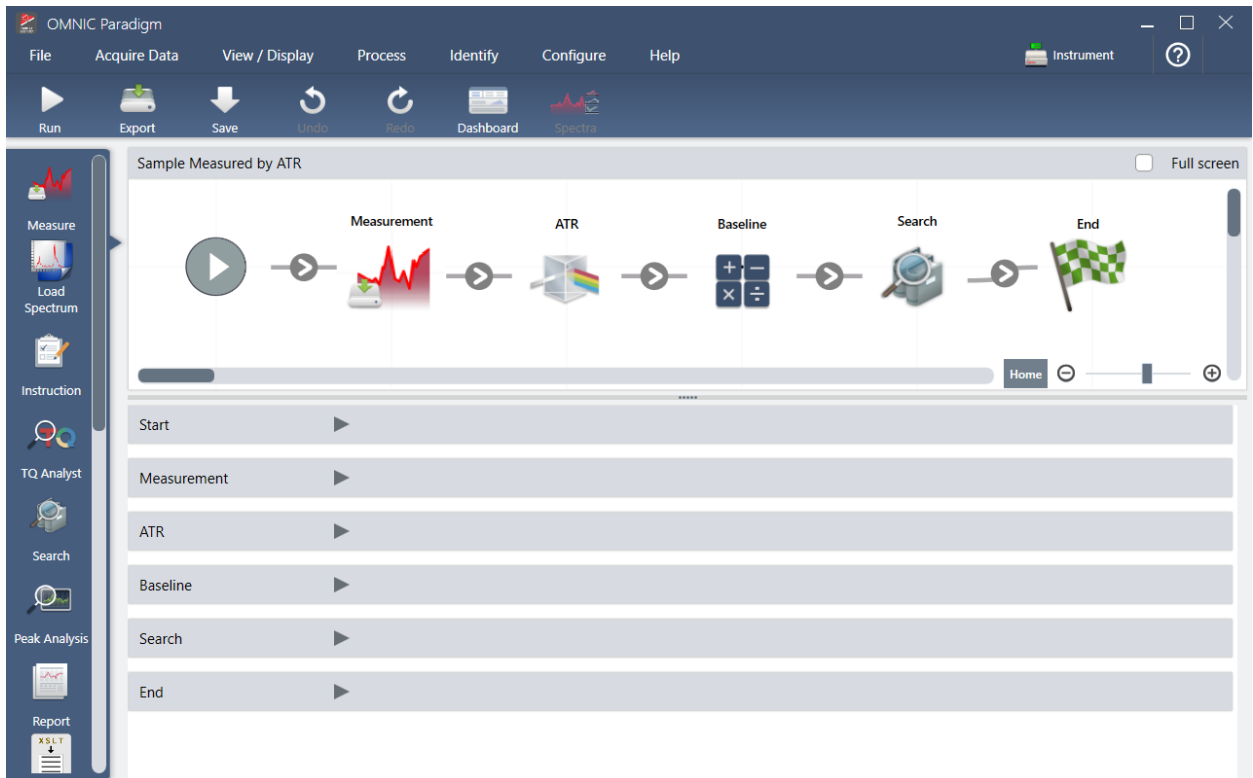 OMNIC Paradigm
File Acquire Data View / Display Process Identify Configure Help Instrument
Run Export Save Undo Redo Dashboard Spectra
Measure
Load
Spectrum
Instruction
TQ Analyst
Search
Peak Analysis
Report
XSLT
Sample Measured by ATR Full screen
Measurement ATR Baseline Search End
Home
Start
Measurement
ATR
Baseline
Search
End